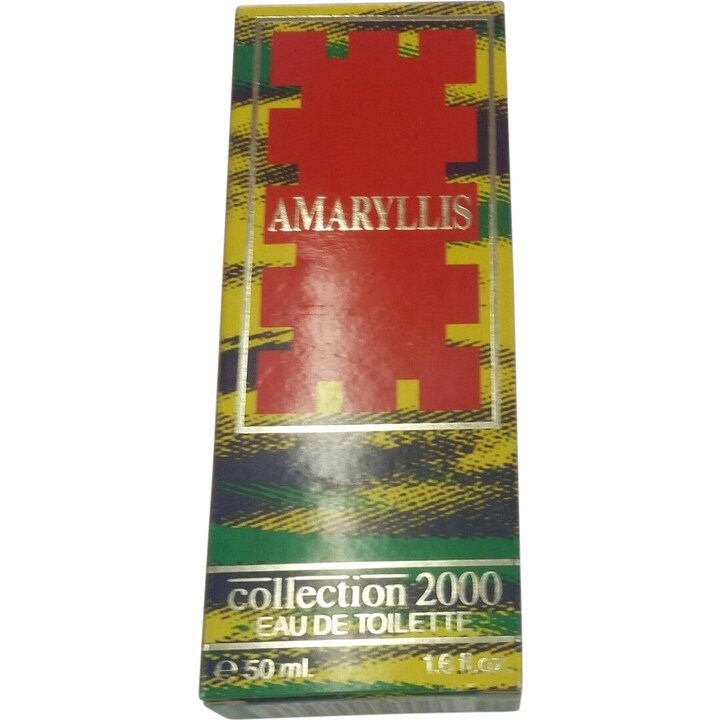 AMARYLLIS
collection 2000
EAU DE TOILETTE
e 50 ml. 1.6 fl.oz